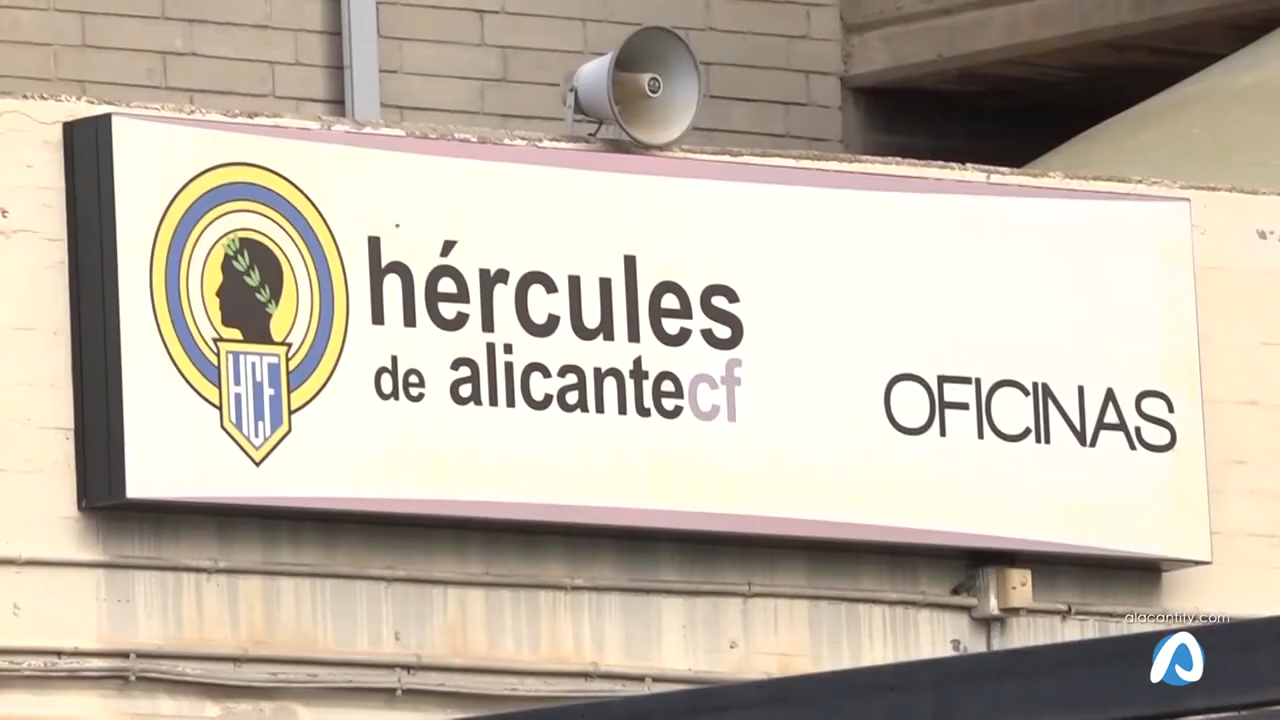 HCF
hércules
de alicantecf
OFICINAS
alacantitv.com